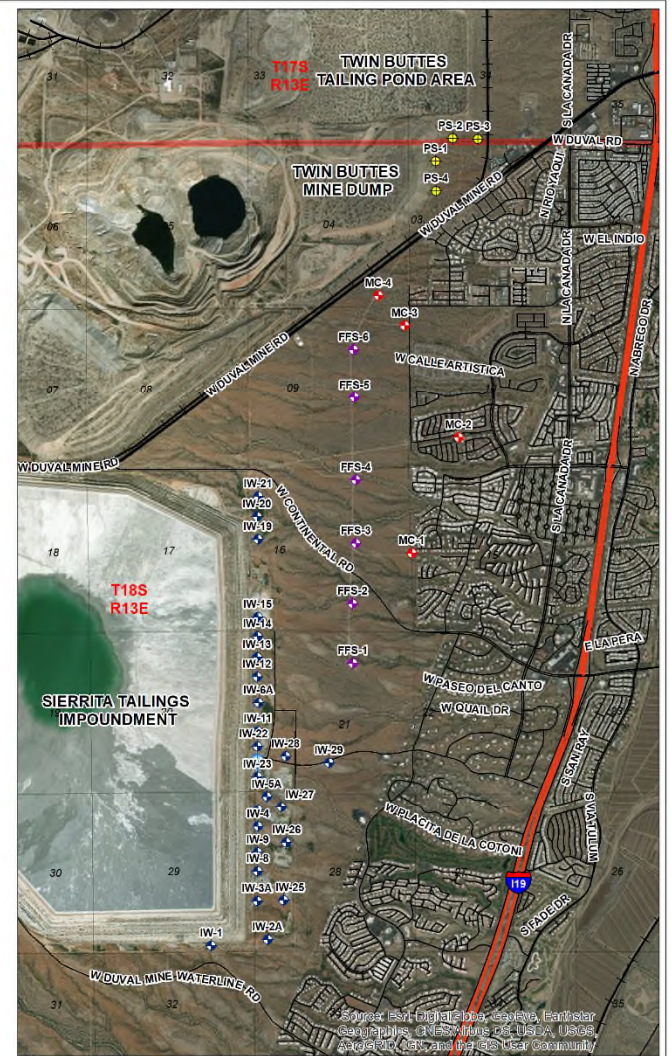 31
32
T17S
33
R13E
TWIN BUTTES
TAILING POND AREA
34
S LA CANADA DR
35
PS-2
PS-3
W DUVAL RD
PS-1
TWIN BUTTES
MINE DUMP
PS-4
N RIO YAQUI
03
W DUVAL MINE RD
06
05
04
W EL INDIO
N LA CANADA DR
N ABREGO DR
MC-4
MC-3
FFS-6
W DUVAL MINE RD
W CALLE ARTISTICA
07
08
09
FFS-5
MC-2
W DUVAL MINE RD
FFS-4
S LA CANADA DR
IW-21
IW-20
IW-19
W CONTINENTAL RD
FFS-3
MC-1
18
17
16
T18S
R13E
FFS-2
IW-15
IW-14
IW-13
IW-12
E LA PERA
FFS-1
W PASEO DEL CANTO
IW-6A
SIERRITA TAILINGS
IMPOUNDMENT
W QUAIL DR
IW-11
21
IW-22
IW-28
IW-29
IW-23
S SAN RAY
IW-5A
IW-27
IW-4
W PLACITA DE LA COTONI
S VIA TULUM
IW-26
IW-9
IW-8
30
29
28
26
I19
IW-3A
IW-25
S FADE DR
IW-1
IW-2A
W DUVAL MINE WATERLINE RD
31
32
35
Source: Esri, DigitalGlobe, GeoEye, Earthstar
Geographics, CNES/Airbus DS, USDA, USGS,
AeroGRID, IGN, and the GIS User Community